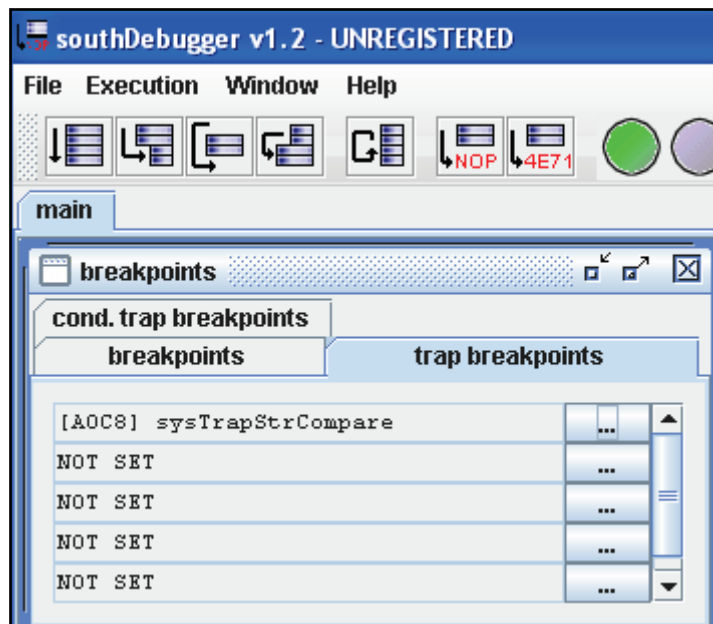 southDebugger v1.2 - UNREGISTERED
File Execution Window Help
NOP 4E71
main
breakpoints
cond. trap breakpoints
breakpoints trap breakpoints
[A0C8] sysTrapStrCompare ...
NOT SET ...
NOT SET ...
NOT SET ...
NOT SET ...